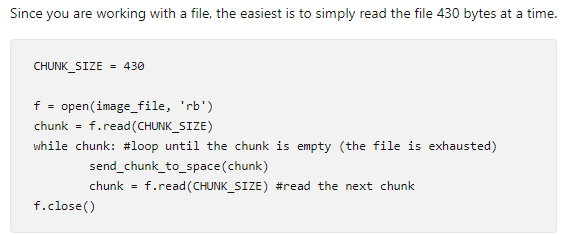 Since you are working with a file, the easiest is to simply read the file 430 bytes at a time.
CHUNK_SIZE = 430
f = open(image_file, 'rb')
chunk = f.read(CHUNK_SIZE)
while chunk: #loop until the chunk is empty (the file is exhausted)
        send_chunk_to_space(chunk)
        chunk = f.read(CHUNK_SIZE) #read the next chunk
f.close()